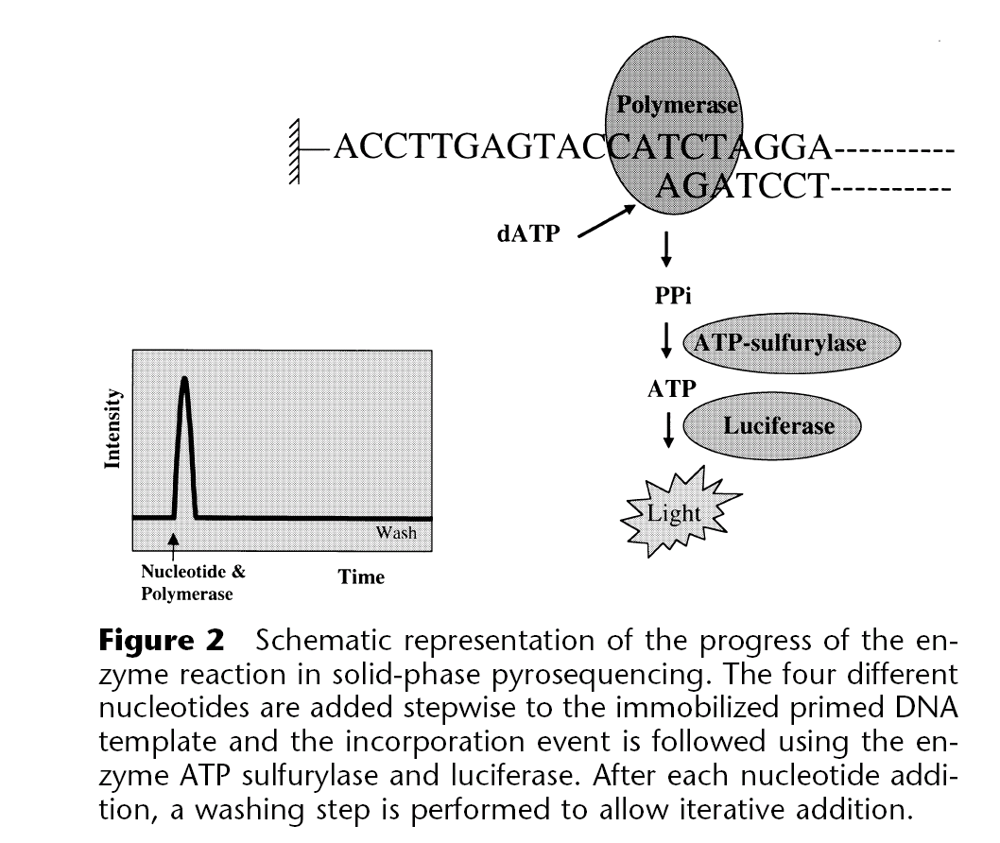 Polymerase
ACCTTGAGTACCATCTAGGA----------
AGATCCT----------
dATP
PPi
ATP-sulfurylase
ATP
Luciferase
Light
Intensity
Wash
Nucleotide &
Polymerase
Time
Figure 2 Schematic representation of the progress of the en-
zyme reaction in solid-phase pyrosequencing. The four different
nucleotides are added stepwise to the immobilized primed DNA
template and the incorporation event is followed using the en-
zyme ATP sulfurylase and luciferase. After each nucleotide addi-
tion, a washing step is performed to allow iterative addition.